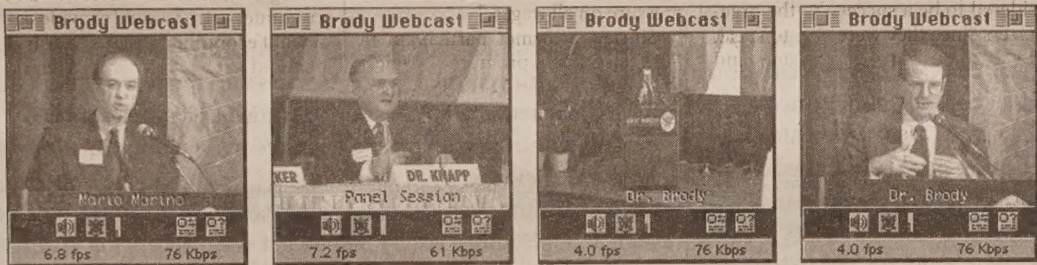 Brody Webcast
Mario Marino
6.8 fps 76 Kbps
Brody Webcast
KER DR. KNAPP
Panel Session
7.2 fps 61 Kbps
Brody Webcast
Dr. Brody
4.0 fps 76 Kbps
Brody Webcast
Dr. Brody
4.0 fps 76 Kbps